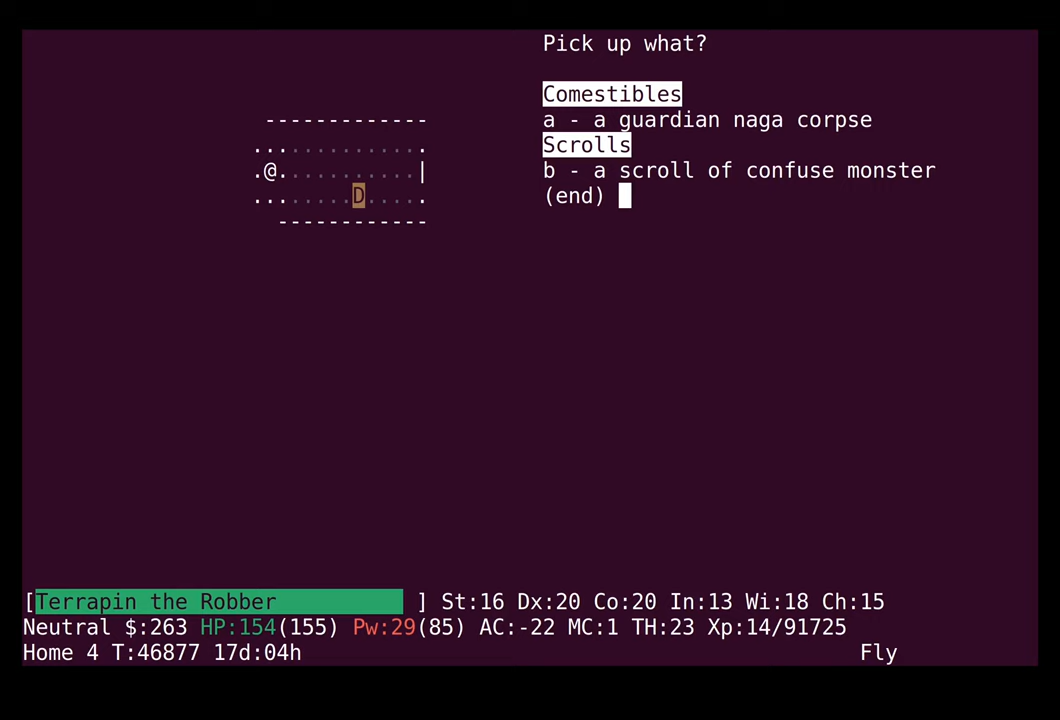 Pick up what?
Comestibles
a - a guardian naga corpse
Scrolls
b - a scroll of confuse monster
(end)
-------------
.............
.@...........|
........D.....
------------
[Terrapin the Robber ] St:16 Dx:20 Co:20 In:13 Wi:18 Ch:15
Neutral $:263 HP:154(155) Pw:29(85) AC:-22 MC:1 TH:23 Xp:14/91725
Home 4 T:46877 17d:04h Fly